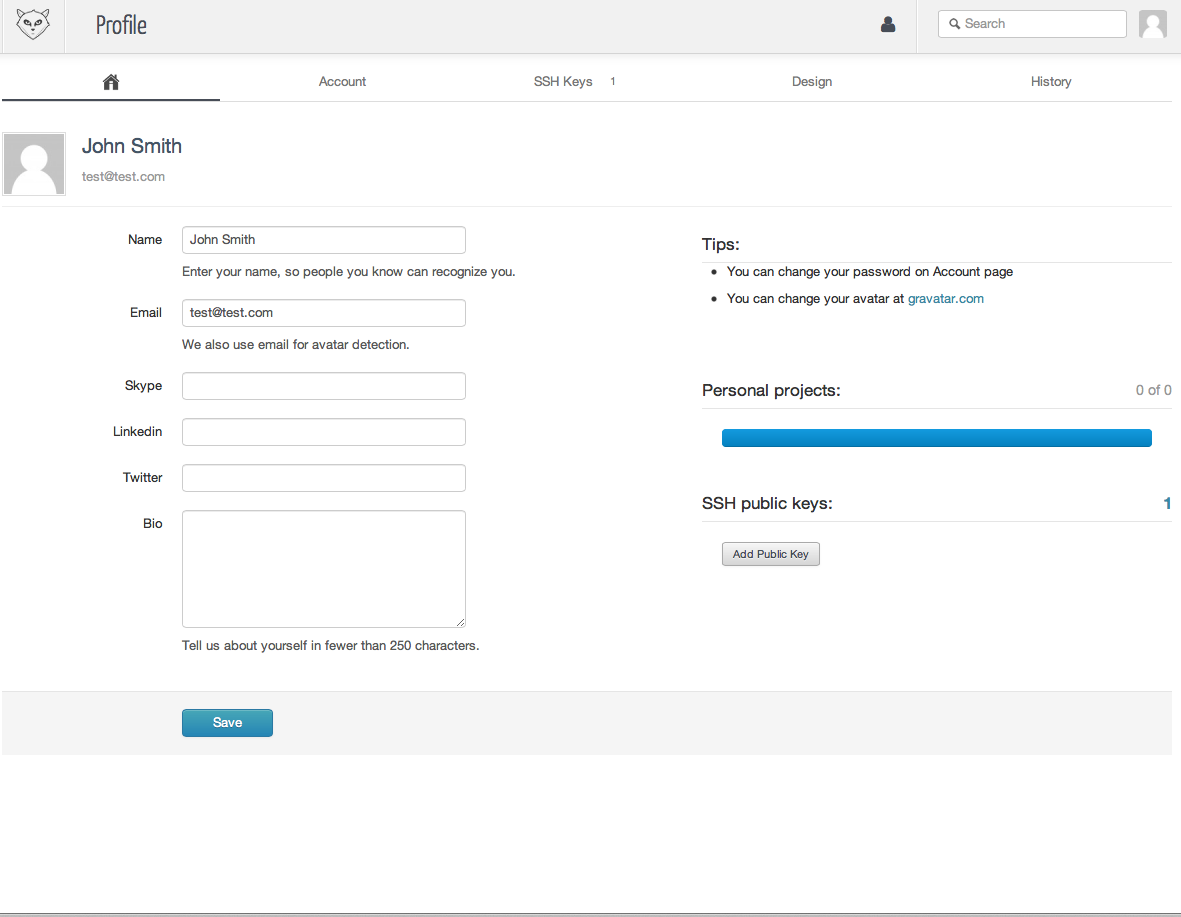 Profile
Search
Account
SSH Keys 1
Design
History
John Smith
test@test.com
Name
John Smith
Enter your name, so people you know can recognize you.
Email
test@test.com
We also use email for avatar detection.
Skype
Linkedin
Twitter
Bio
Tell us about yourself in fewer than 250 characters.
Save
Tips:
You can change your password on Account page
You can change your avatar at gravatar.com
Personal projects: 0 of 0
SSH public keys: 1
Add Public Key